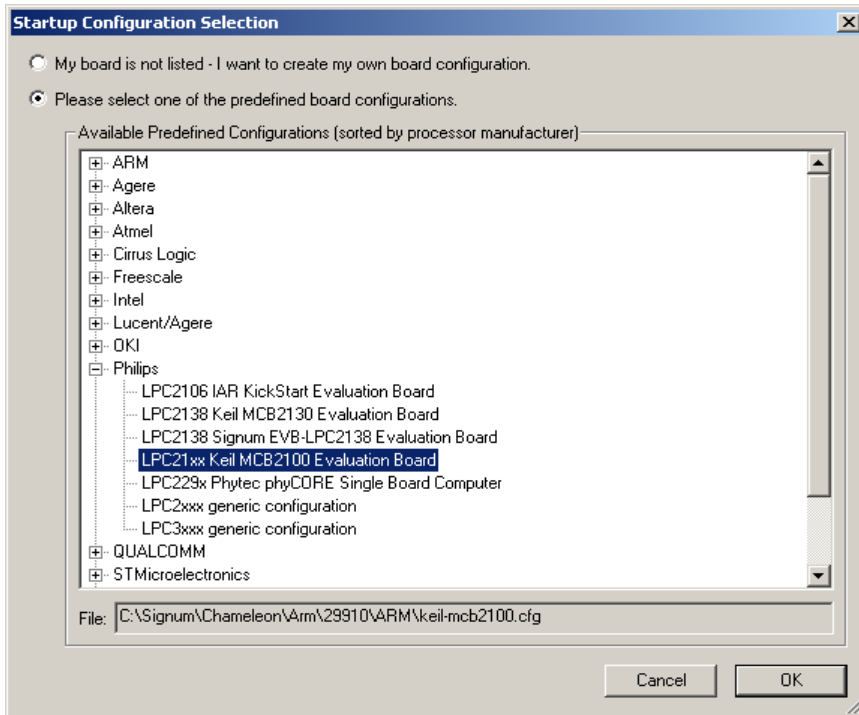 Startup Configuration Selection
My board is not listed - I want to create my own board configuration.
Please select one of the predefined board configurations.
Available Predefined Configurations (sorted by processor manufacturer)
ARM
Agere
Altera
Atmel
Cirrus Logic
Freescale
Intel
Lucent/Agere
OKI
Philips
LPC2106 IAR KickStart Evaluation Board
LPC2138 Keil MCB2130 Evaluation Board
LPC2138 Signum EVB-LPC2138 Evaluation Board
LPC21xx Keil MCB2100 Evaluation Board
LPC229x Phytec phyCORE Single Board Computer
LPC2xxx generic configuration
LPC3xxx generic configuration
QUALCOMM
STMicroelectronics
File: C:\Signum\Chameleon\Arm\29910\ARM\keil-mcb2100.cfg
Cancel OK